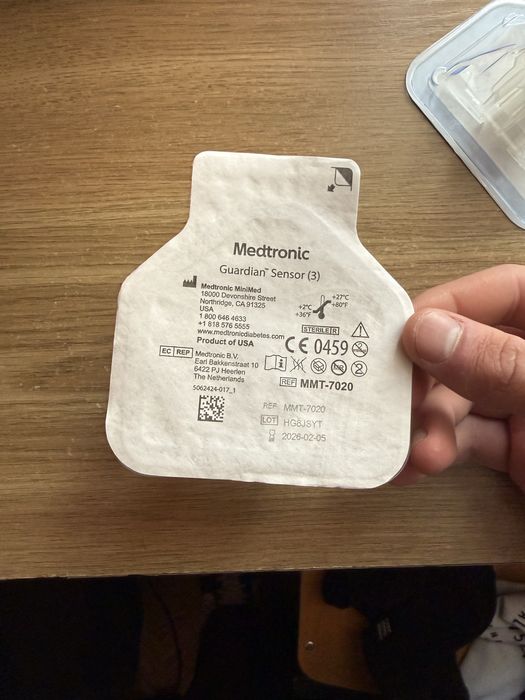 Medtronic
Guardian™ Sensor (3)
Medtronic MiniMed
18000 Devonshire Street
Northridge, CA 91325
USA
1 800 646 4633
+1 818 576 5555
www.medtronicdiabetes.com
Product of USA
+2°C
+36°F
+27°C
+80°F
STERILE R
CE 0459
EC REP
Medtronic B.V.
Earl Bakkenstraat 10
6422 PJ Heerlen
The Netherlands
REF MMT-7020
5062424-017_1
REF MMT-7020
LOT HG8JSYT
2026-02-05